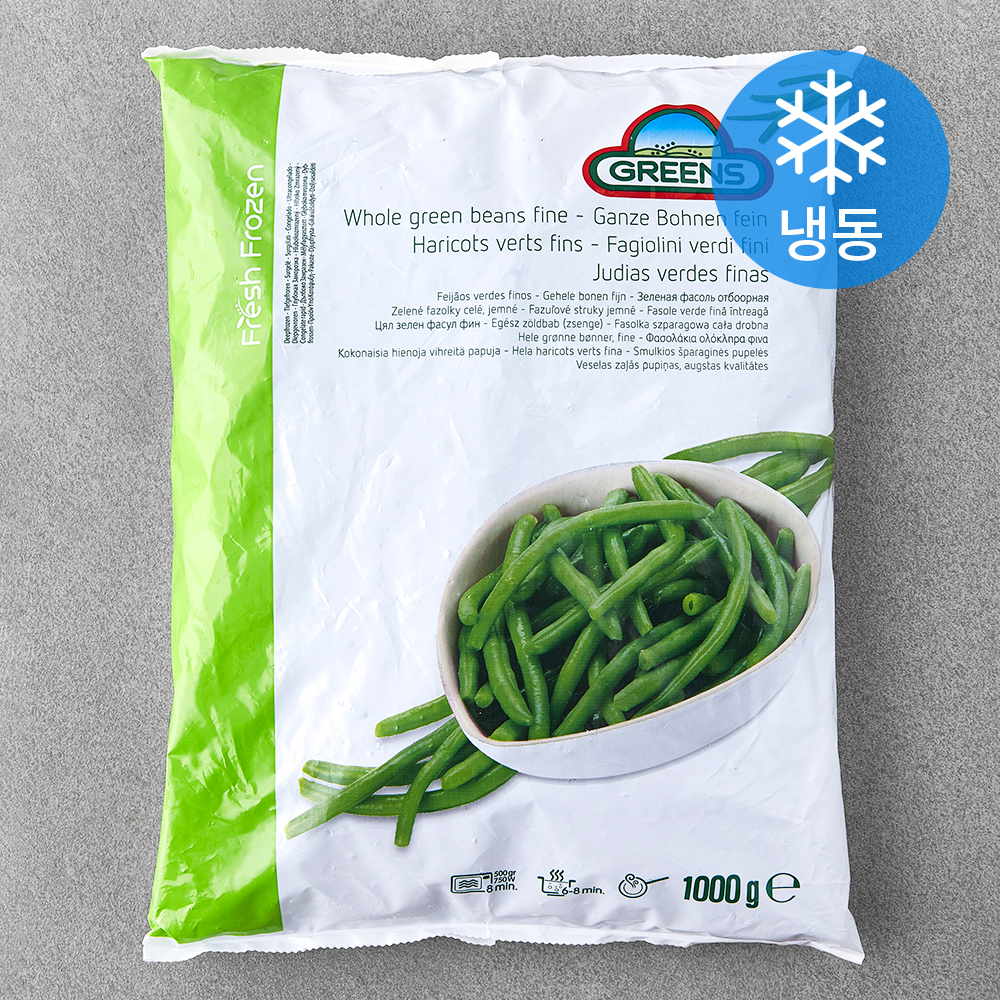 GREENS
냉동
Whole green beans fine - Ganze Bohnen fein
Haricots verts fins - Fagiolini verdi fini
Judias verdes finas
Feijãos verdes finos - Gehele bonen fijn - Зеленая фасоль отбоорная
Zelené fazolky celé, jemné - Fazuľové struky jemné - Fasole verde fină întreagă
Цял зелен фасул фин - Egész zöldbab (zsenge) - Fasolka szparagowa cała drobna
Hele grønne bønner, fine - Φασολάκια ολόκληρα φινα
Kokonaisia hienoja vihreitä papuja - Hela haricots verts fina - Smulkios šparaginės pupelės
Veselas zaļās pupiņas, augstas kvalitātes
Fresh Frozen
500gr
750W
8 min.
6-8 min.
1000 g ℮